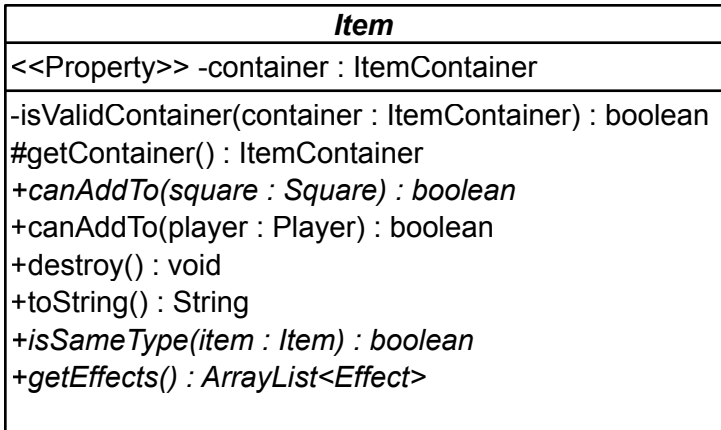 Item
<<Property>> -container : ItemContainer
-isValidContainer(container : ItemContainer) : boolean
#getContainer() : ItemContainer
+canAddTo(square : Square) : boolean
+canAddTo(player : Player) : boolean
+destroy() : void
+toString() : String
+isSameType(item : Item) : boolean
+getEffects() : ArrayList<Effect>